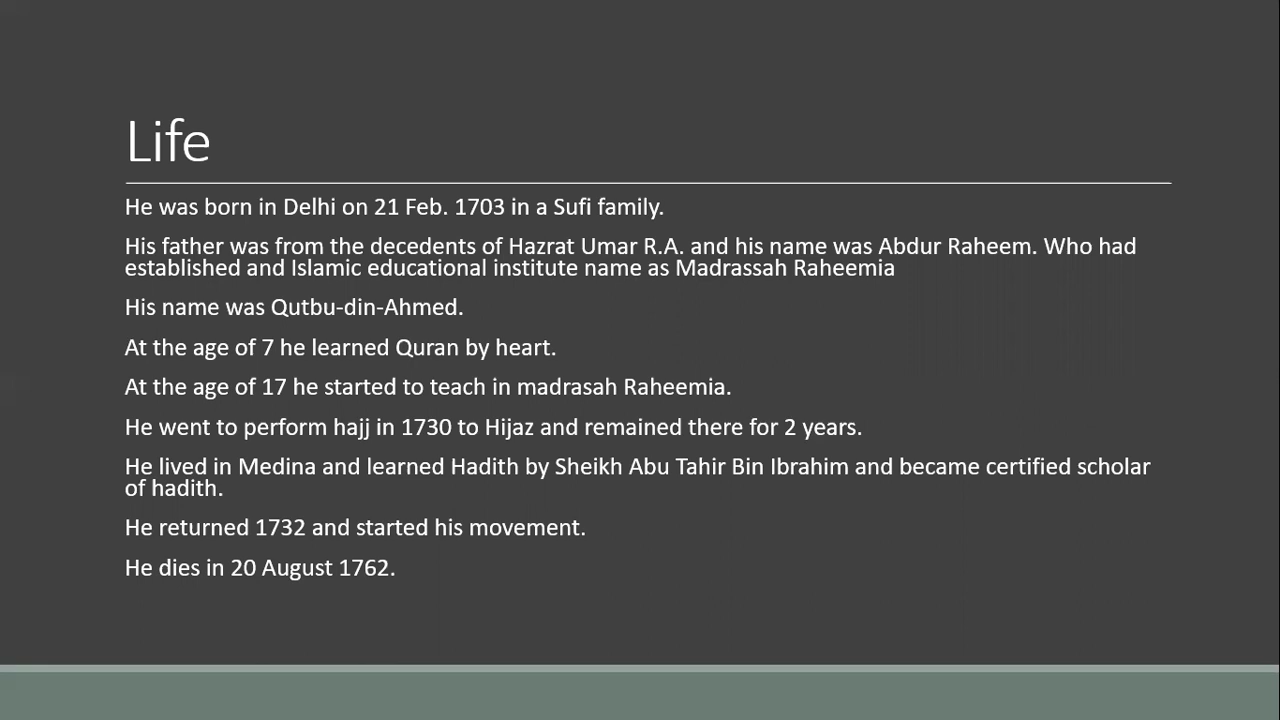 Life
He was born in Delhi on 21 Feb. 1703 in a Sufi family.
His father was from the decedents of Hazrat Umar R.A. and his name was Abdur Raheem. Who had
established and Islamic educational institute name as Madrassah Raheemia
His name was Qutbu-din-Ahmed.
At the age of 7 he learned Quran by heart.
At the age of 17 he started to teach in madrasah Raheemia.
He went to perform hajj in 1730 to Hijaz and remained there for 2 years.
He lived in Medina and learned Hadith by Sheikh Abu Tahir Bin Ibrahim and became certified scholar
of hadith.
He returned 1732 and started his movement.
He dies in 20 August 1762.